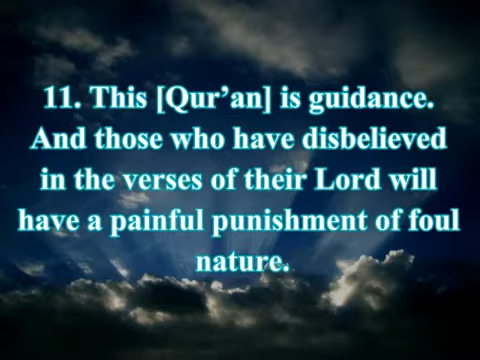 11. This [Qur’an] is guidance.
And those who have disbelieved
in the verses of their Lord will
have a painful punishment of foul
nature.